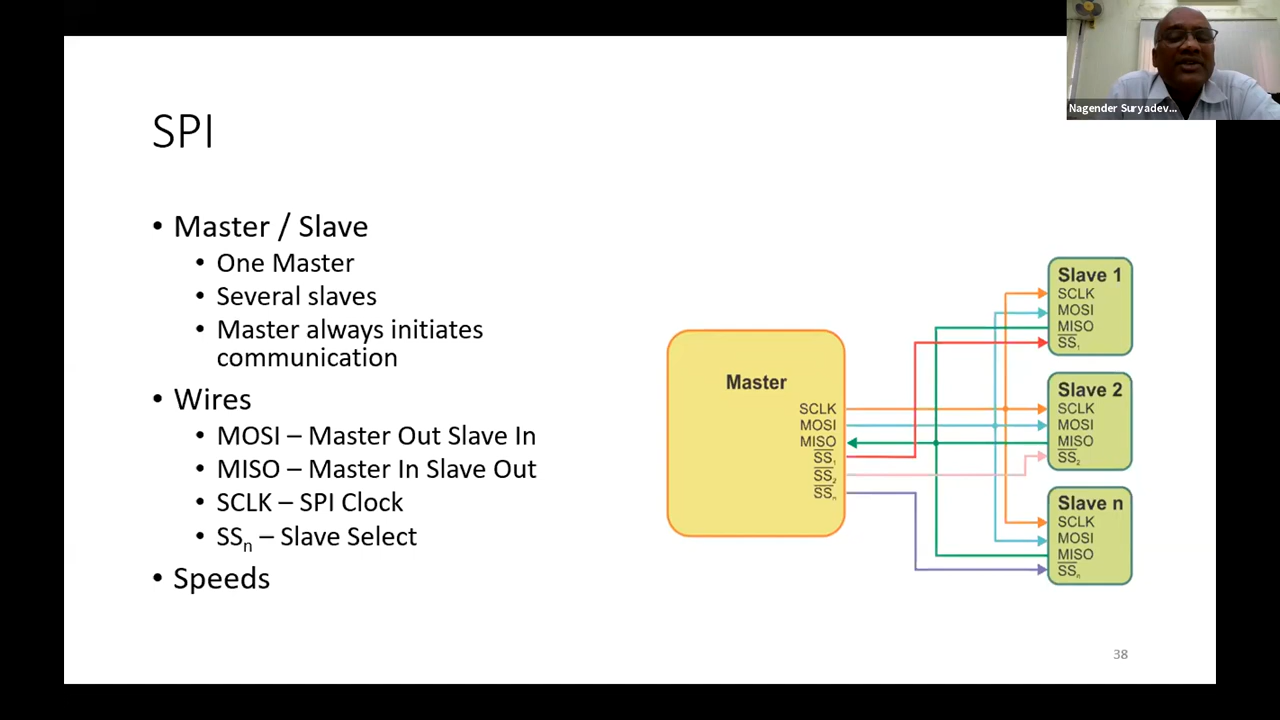 Nagender Suryadev...
SPI
• Master / Slave
• One Master
• Several slaves
• Master always initiates
communication
• Wires
• MOSI – Master Out Slave In
• MISO – Master In Slave Out
• SCLK – SPI Clock
• SSn – Slave Select
• Speeds
Master
SCLK
MOSI
MISO
SS1
SS2
SSn
Slave 1
SCLK
MOSI
MISO
SS1
Slave 2
SCLK
MOSI
MISO
SS2
Slave n
SCLK
MOSI
MISO
SSn
38